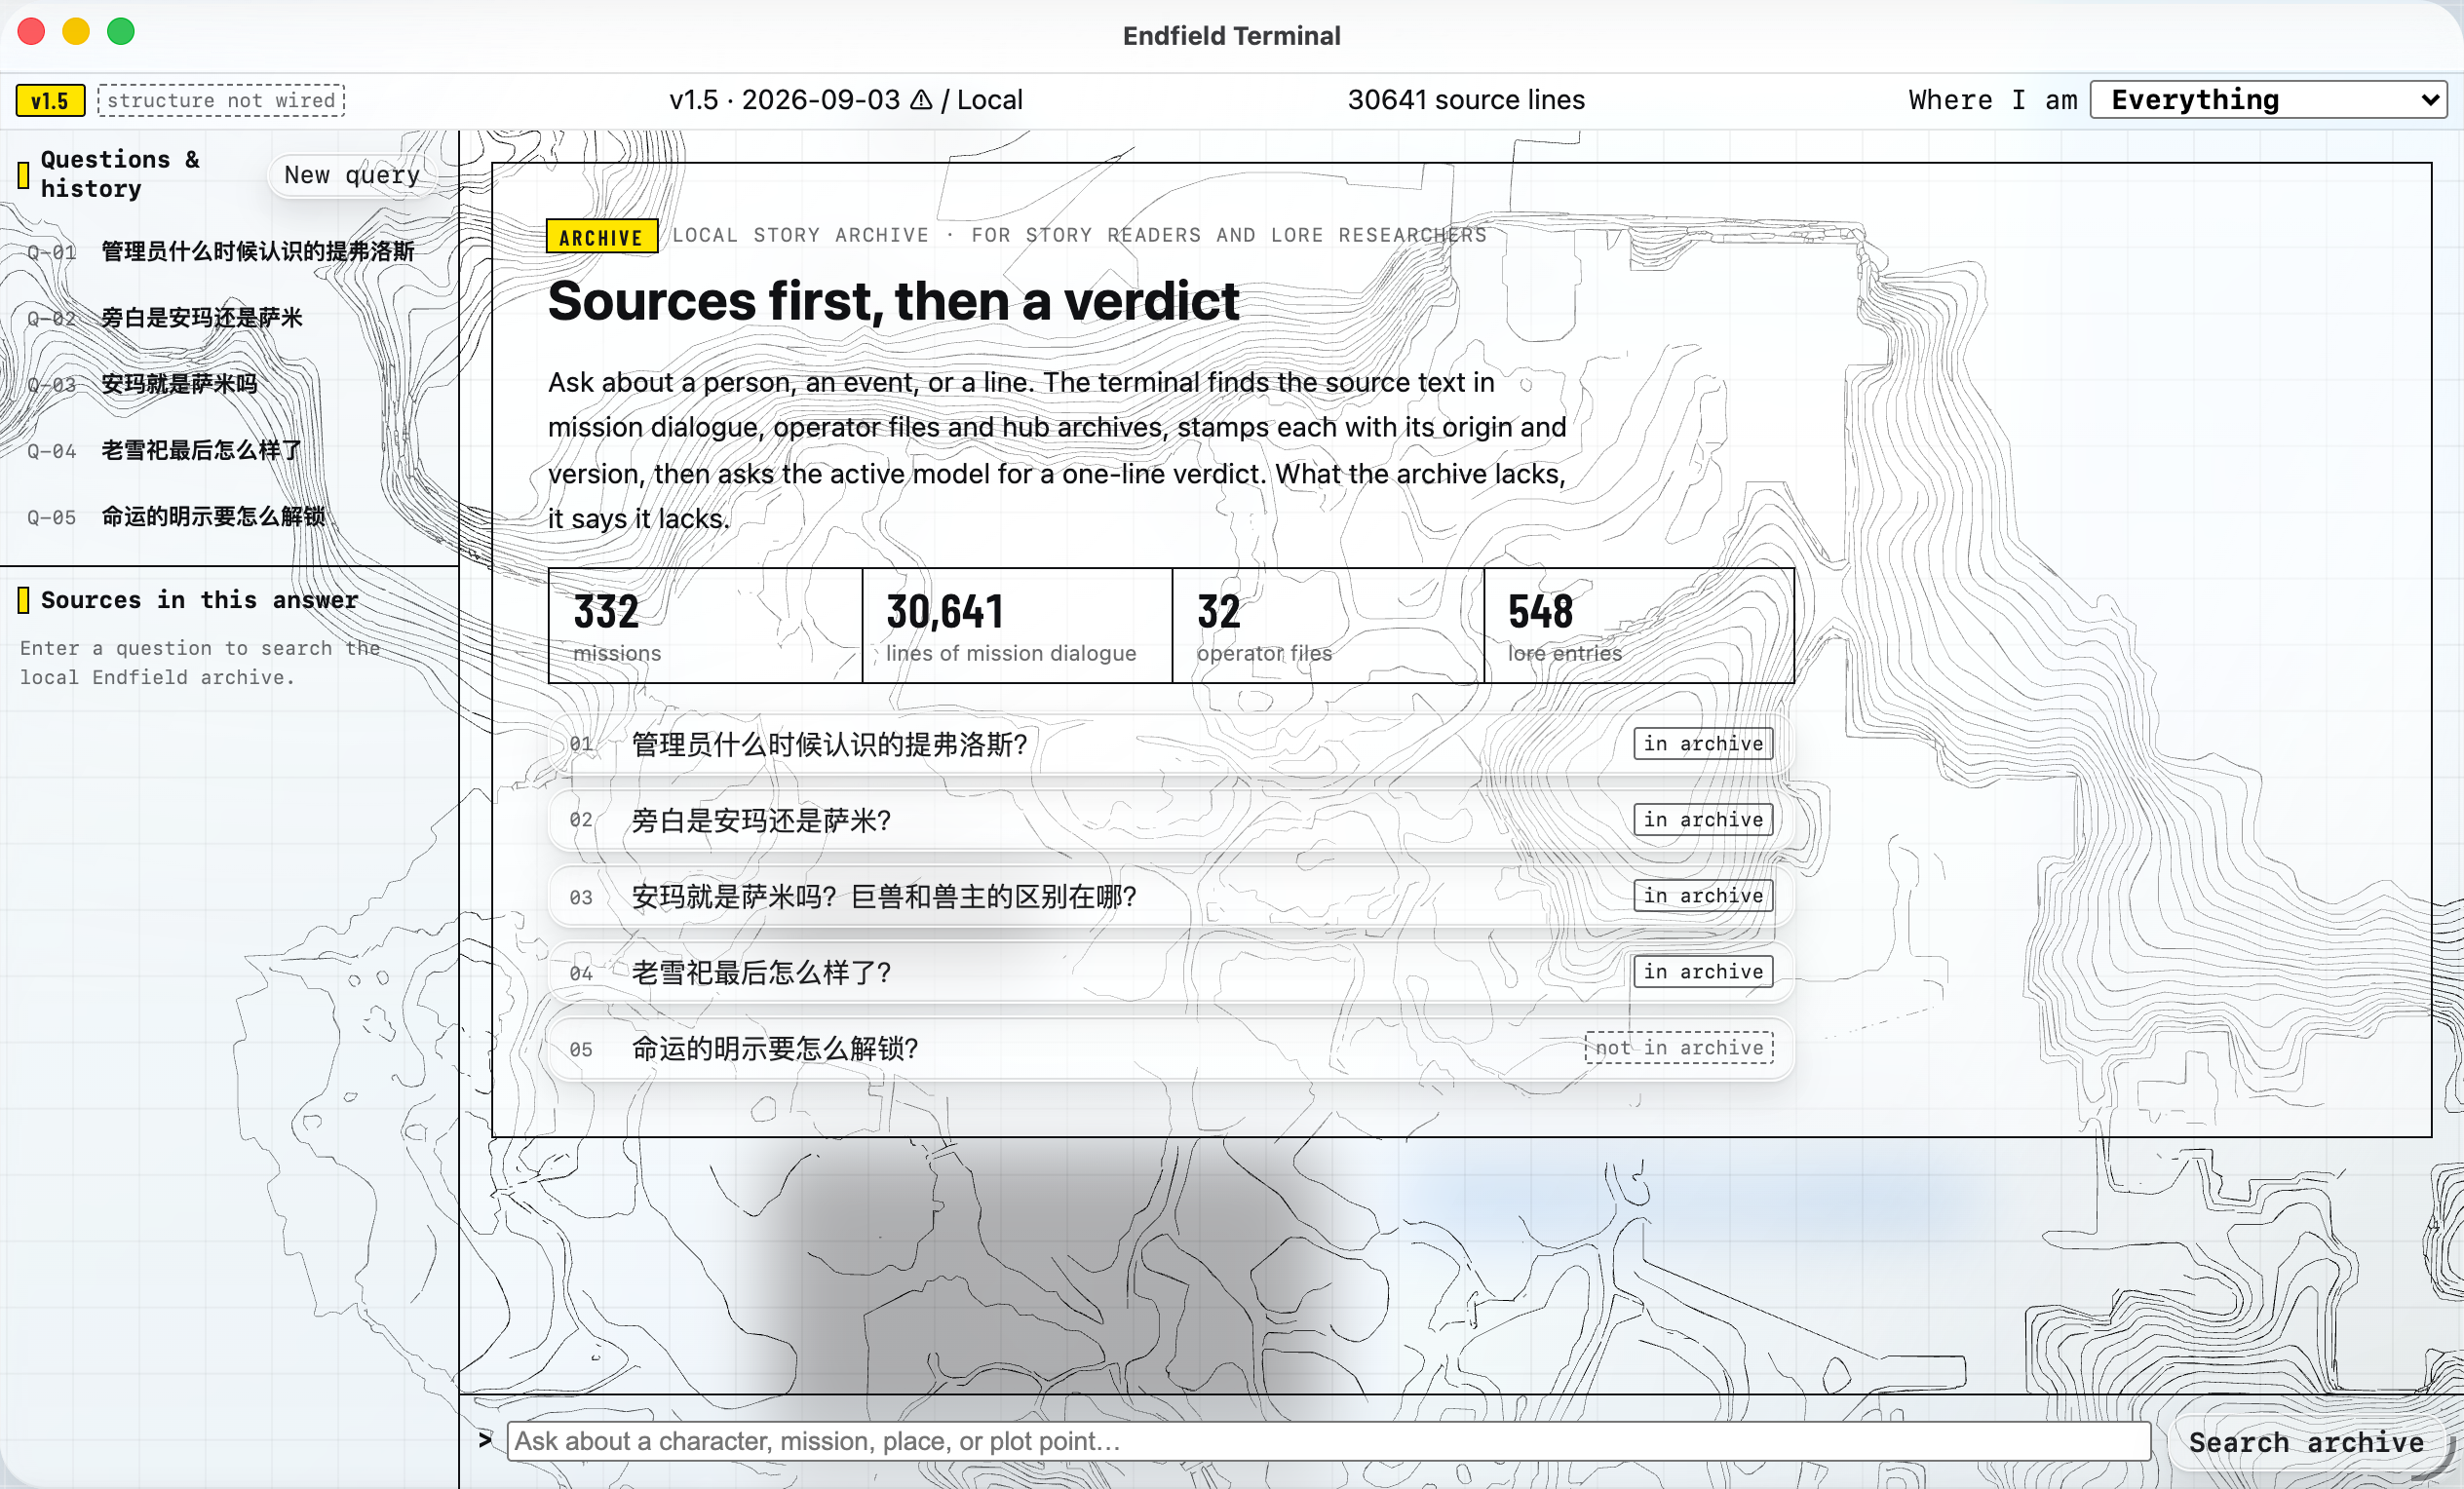 Endfield Terminal
v1.5
structure not wired
v1.5 · 2026-09-03 ⚠ / Local
30641 source lines
Where I am
Everything
Questions &
history
New query
Q-01 管理员什么时候认识的提弗洛斯
Q-02 旁白是安玛还是萨米
Q-03 安玛就是萨米吗
Q-04 老雪祀最后怎么样了
Q-05 命运的明示要怎么解锁
Sources in this answer
Enter a question to search the
local Endfield archive.
ARCHIVE LOCAL STORY ARCHIVE · FOR STORY READERS AND LORE RESEARCHERS
Sources first, then a verdict
Ask about a person, an event, or a line. The terminal finds the source text in
mission dialogue, operator files and hub archives, stamps each with its origin and
version, then asks the active model for a one-line verdict. What the archive lacks,
it says it lacks.
332
missions
30,641
lines of mission dialogue
32
operator files
548
lore entries
01 管理员什么时候认识的提弗洛斯? in archive
02 旁白是安玛还是萨米? in archive
03 安玛就是萨米吗? 巨兽和兽主的区别在哪? in archive
04 老雪祀最后怎么样了? in archive
05 命运的明示要怎么解锁? not in archive
> Ask about a character, mission, place, or plot point…
Search archive